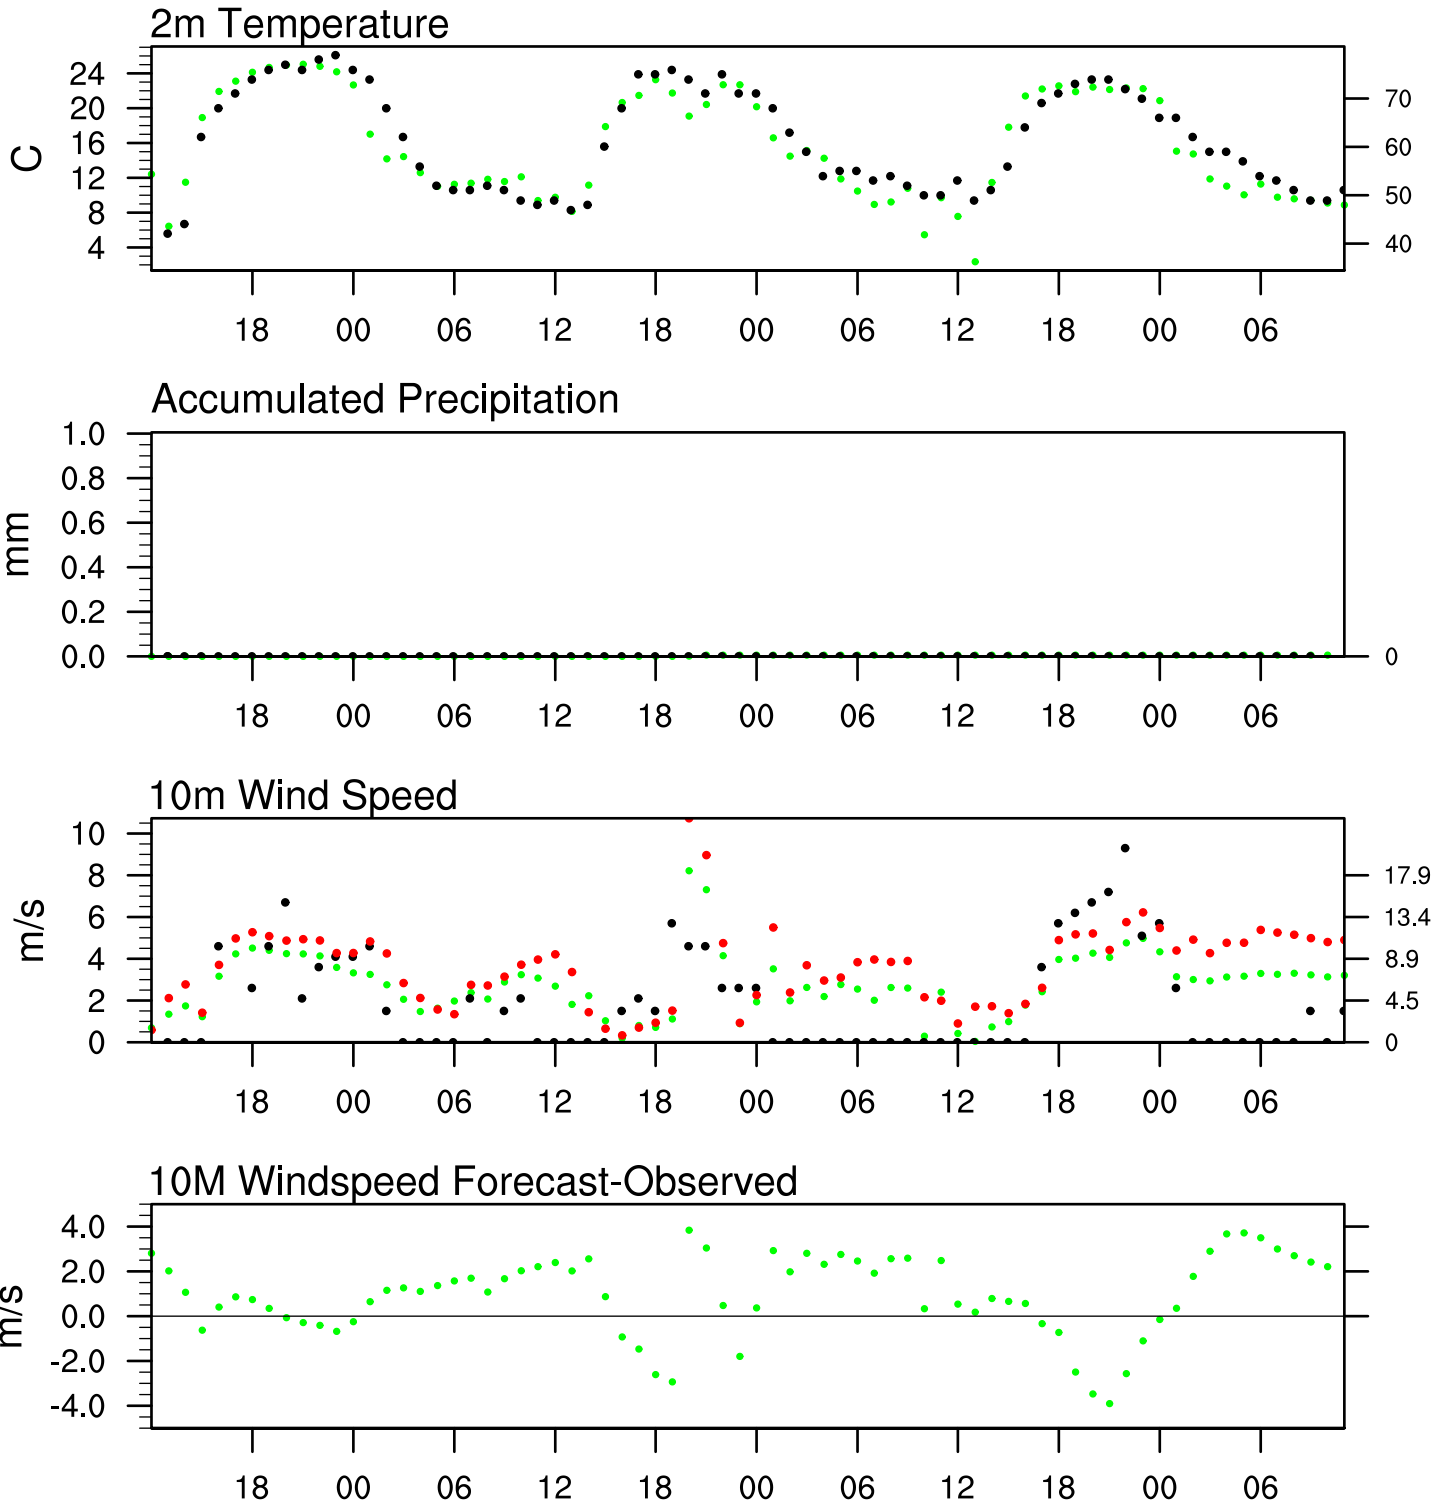 2m Temperature
24
20
16
12
8
4
C
70
60
50
40
18 00 06 12 18 00 06 12 18 00 06
Accumulated Precipitation
1.0
0.8
0.6
0.4
0.2
0.0
mm
0
18 00 06 12 18 00 06 12 18 00 06
10m Wind Speed
10
8
6
4
2
0
m/s
17.9
13.4
8.9
4.5
0
18 00 06 12 18 00 06 12 18 00 06
10M Windspeed Forecast-Observed
4.0
2.0
0.0
-2.0
-4.0
m/s
18 00 06 12 18 00 06 12 18 00 06